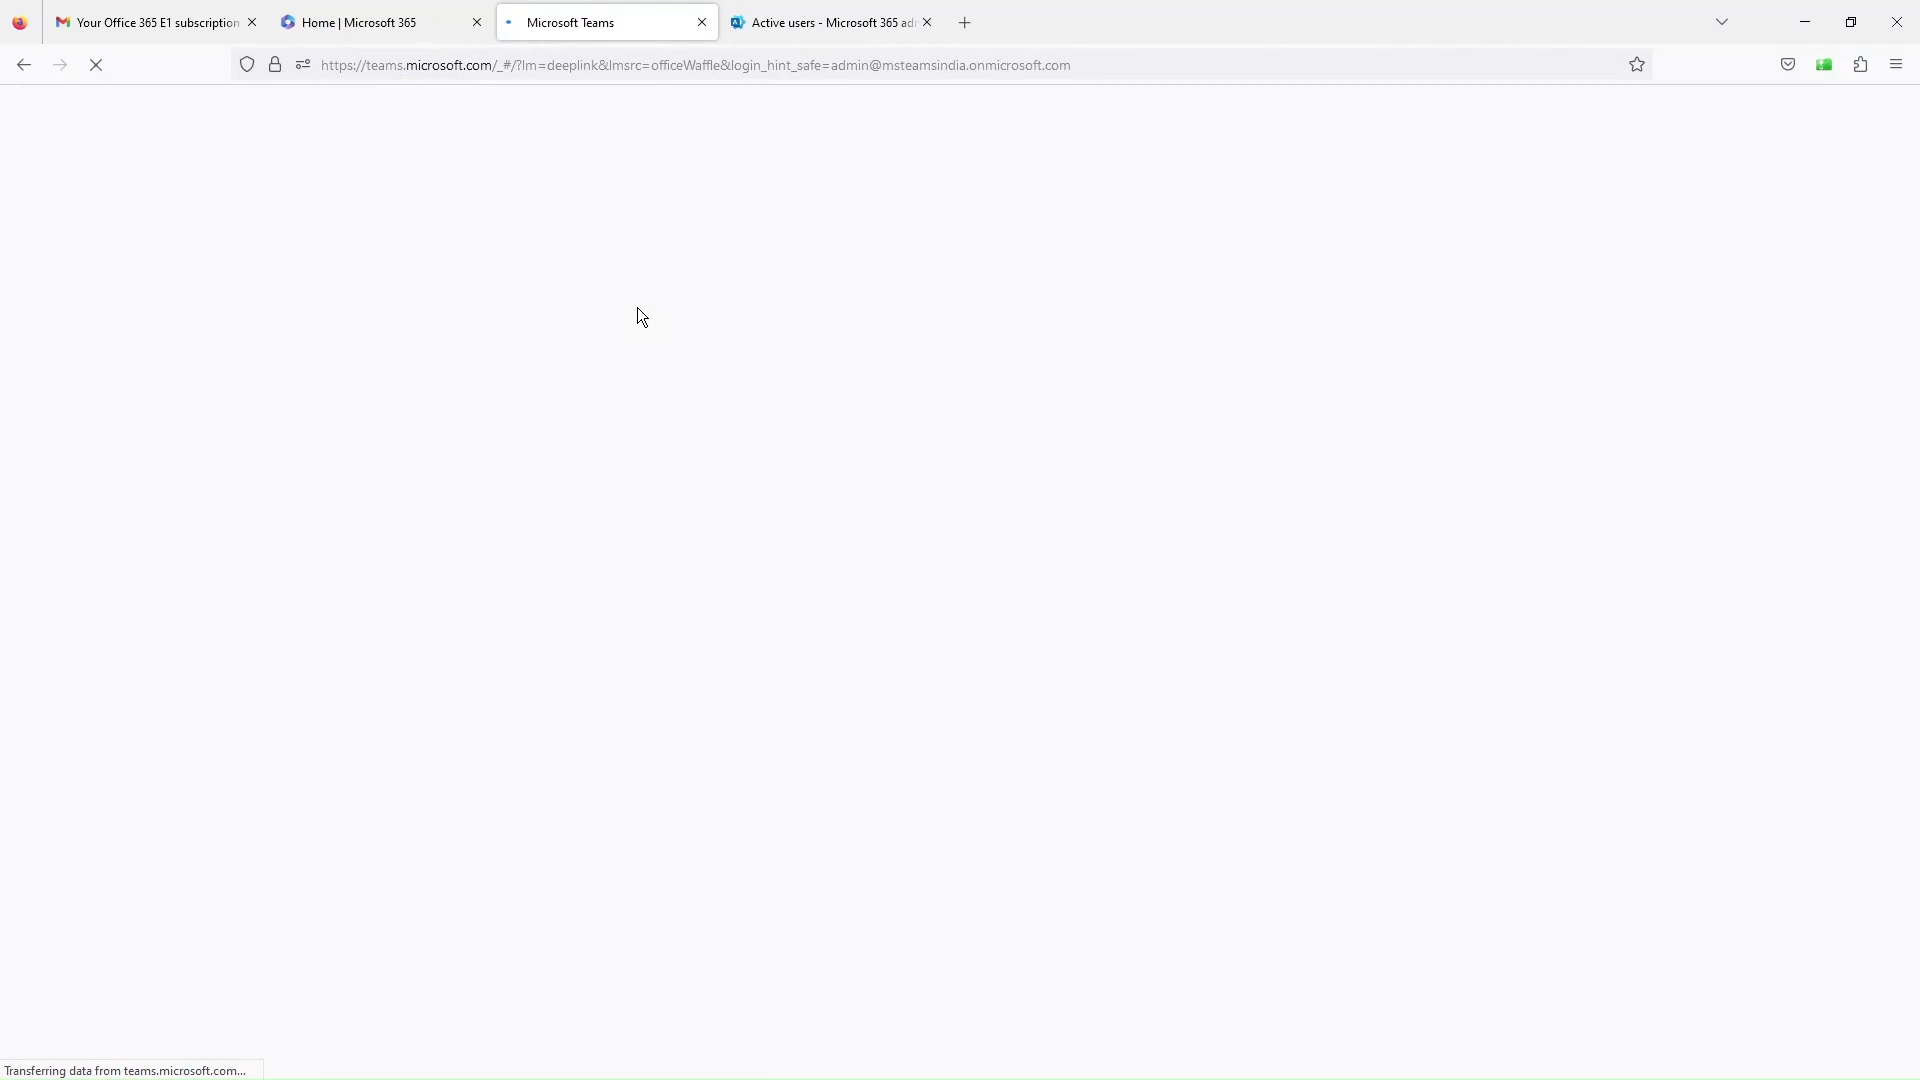 Your Office 365 E1 subscription
Home | Microsoft 365
Microsoft Teams
Active users - Microsoft 365 ad
https://teams.microsoft.com/_#/?lm=deeplink&lmsrc=officeWaffle&login_hint_safe=admin@msteamsindia.onmicrosoft.com
Transferring data from teams.microsoft.com...